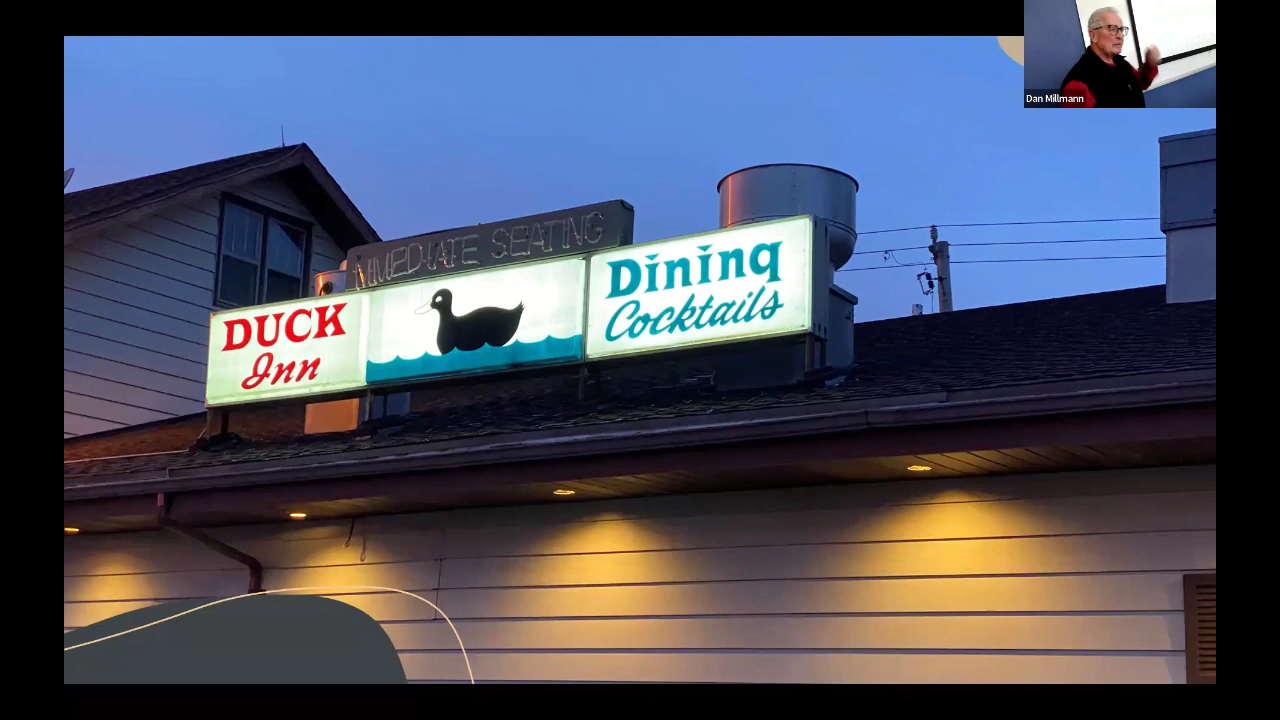 Dan Millmann
IMMEDIATE SEATING
DUCK
Inn
Dining
Cocktails